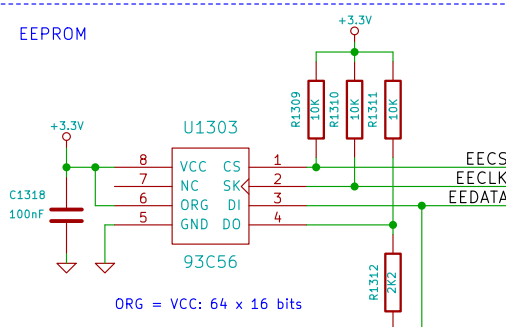 EEPROM
+3.3V
+3.3V
R1309
10K
R1310
10K
R1311
10K
U1303
8 VCC CS 1
7 NC SK 2
6 ORG DI 3
5 GND DO 4
93C56
C1318
100nF
EECS
EECLK
EEDATA
R1312
2K2
ORG = VCC: 64 x 16 bits